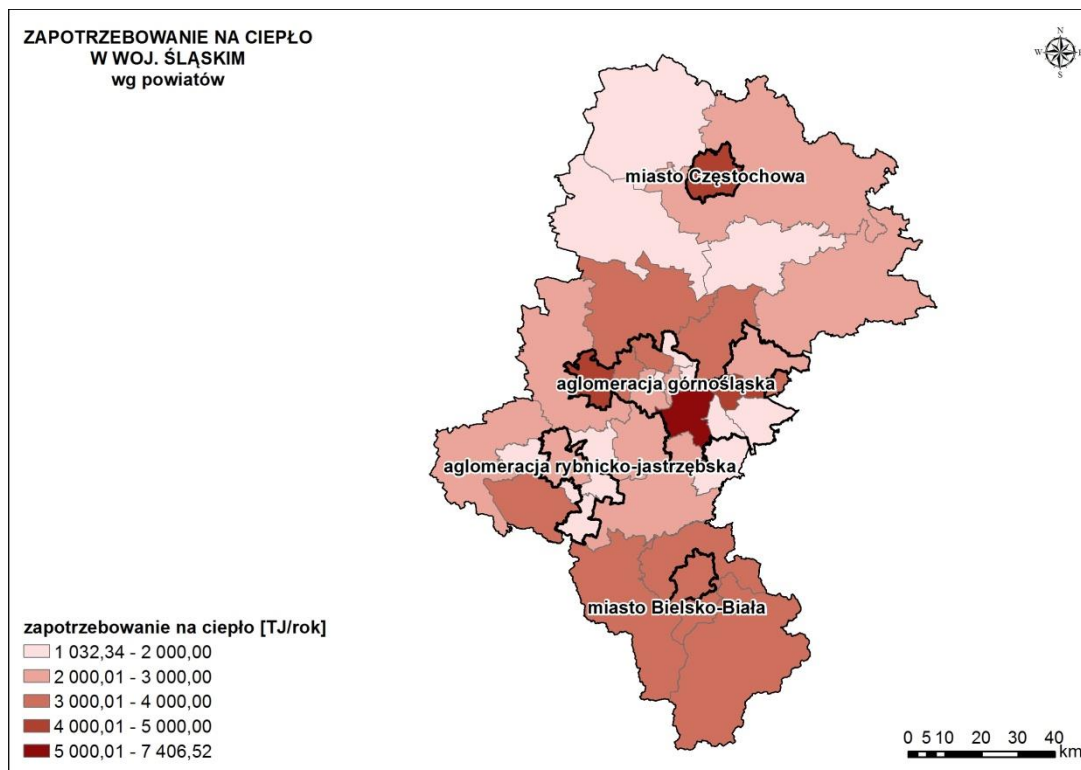 ZAPOTRZEBOWANIE NA CIEPŁO
W WOJ. ŚLĄSKIM
wg powiatów
N
W E
S
miasto Częstochowa
aglomeracja górnośląska
aglomeracja rybnicko-jastrzębska
miasto Bielsko-Biała
zapotrzebowanie na ciepło [TJ/rok]
1 032,34 - 2 000,00
2 000,01 - 3 000,00
3 000,01 - 4 000,00
4 000,01 - 5 000,00
5 000,01 - 7 406,52
0 5 10 20 30 40
km